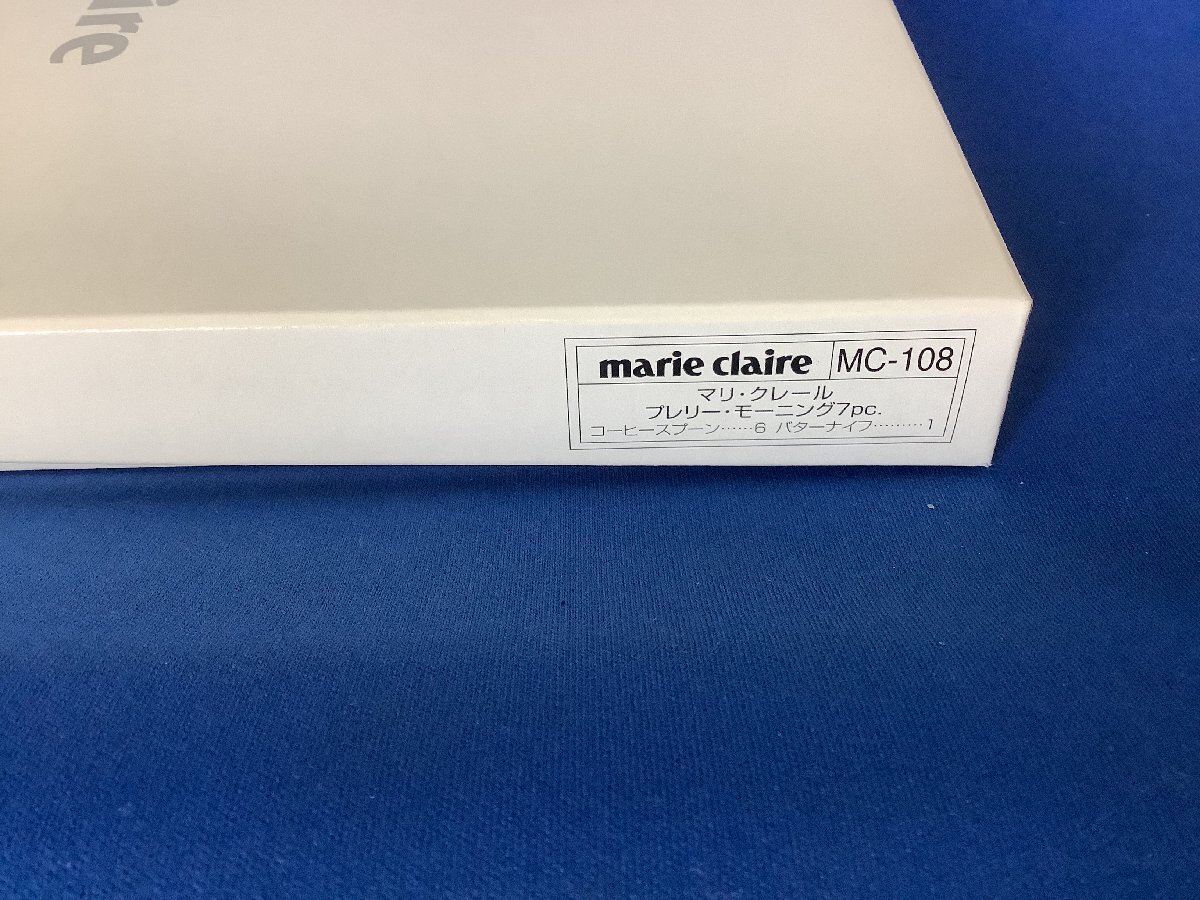 aire
marie claire MC-108
マリ・クレール
プレリー・モーニング7pc.
コーヒースプーン……6 バターナイフ………1